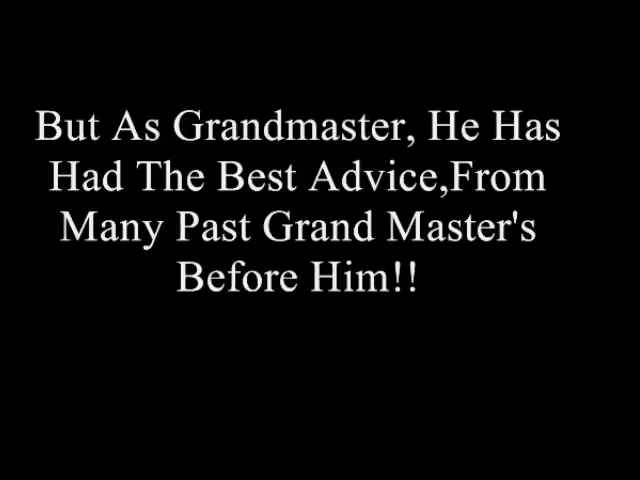 But As Grandmaster, He Has
Had The Best Advice,From
Many Past Grand Master's
Before Him!!